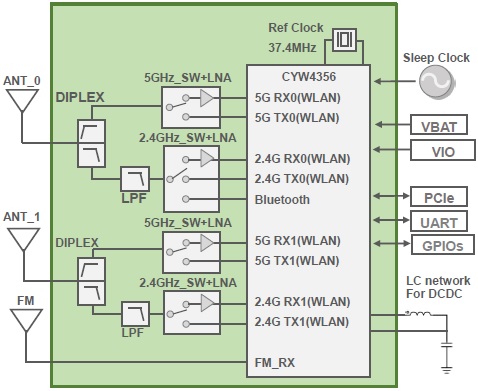 Ref Clock
37.4MHz
Sleep Clock
ANT_0
DIPLEX
5GHz_SW+LNA
CYW4356
5G RX0(WLAN)
5G TX0(WLAN)
VBAT
2.4GHz_SW+LNA
VIO
2.4G RX0(WLAN)
2.4G TX0(WLAN)
LPF
Bluetooth
PCIe
ANT_1
5GHz_SW+LNA
UART
DIPLEX
5G RX1(WLAN)
GPIOs
5G TX1(WLAN)
LC network
For DCDC
2.4GHz_SW+LNA
FM
2.4G RX1(WLAN)
2.4G TX1(WLAN)
LPF
FM_RX